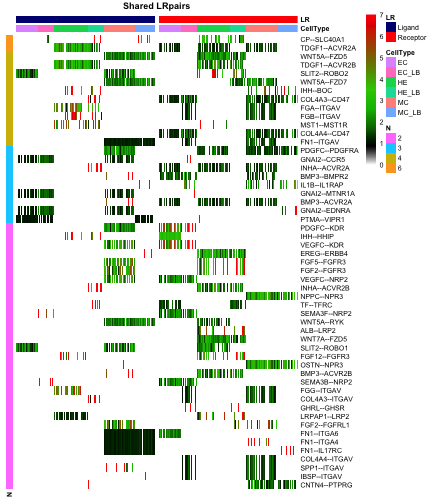 Shared LRpairs
LR
CellType
CP--SLC40A1
TDGF1--ACVR2A
WNT5A--FZD5
TDGF1--ACVR2B
SLIT2--ROBO2
WNT5A--FZD7
IHH--BOC
COL4A3--CD47
FGA--ITGAV
FGB--ITGAV
MST1--MST1R
COL4A4--CD47
FN1--ITGAV
PDGFC--PDGFRA
GNAI2--CCR5
INHA--ACVR2A
BMP3--BMPR2
IL1B--IL1RAP
GNAI2--MTNR1A
BMP3--ACVR2A
GNAI2--EDNRA
PTMA--VIPR1
PDGFC--KDR
IHH--HHIP
VEGFC--KDR
EREG--ERBB4
FGF5--FGFR3
FGF2--FGFR3
VEGFC--NRP2
INHA--ACVR2B
NPPC--NPR3
TF--TFRC
SEMA3F--NRP2
WNT5A--RYK
ALB--LRP2
WNT7A--FZD5
SLIT2--ROBO1
FGF12--FGFR3
OSTN--NPR3
BMP3--ACVR2B
SEMA3B--NRP2
FGG--ITGAV
COL4A3--ITGAV
GHRL--GHSR
LRPAP1--LRP2
FGF2--FGFRL1
FN1--ITGA6
FN1--ITGA4
FN1--IL17RC
COL4A4--ITGAV
SPP1--ITGAV
IBSP--ITGAV
CNTN4--PTPRG
N
7
6
5
4
3
2
1
0
LR
Ligand
Receptor
CellType
EC
EC_LB
HE
HE_LB
MC
MC_LB
N
2
3
4
6